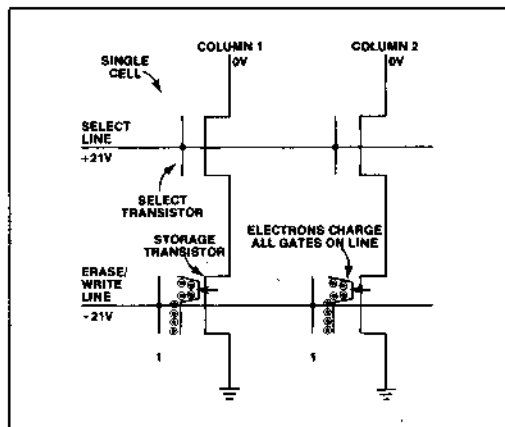 COLUMN 1
0V
COLUMN 2
0V
SINGLE
CELL
SELECT
LINE
+21V
SELECT
TRANSISTOR
STORAGE
TRANSISTOR
ELECTRONS CHARGE
ALL GATES ON LINE
ERASE/
WRITE
LINE
+21V
1
1